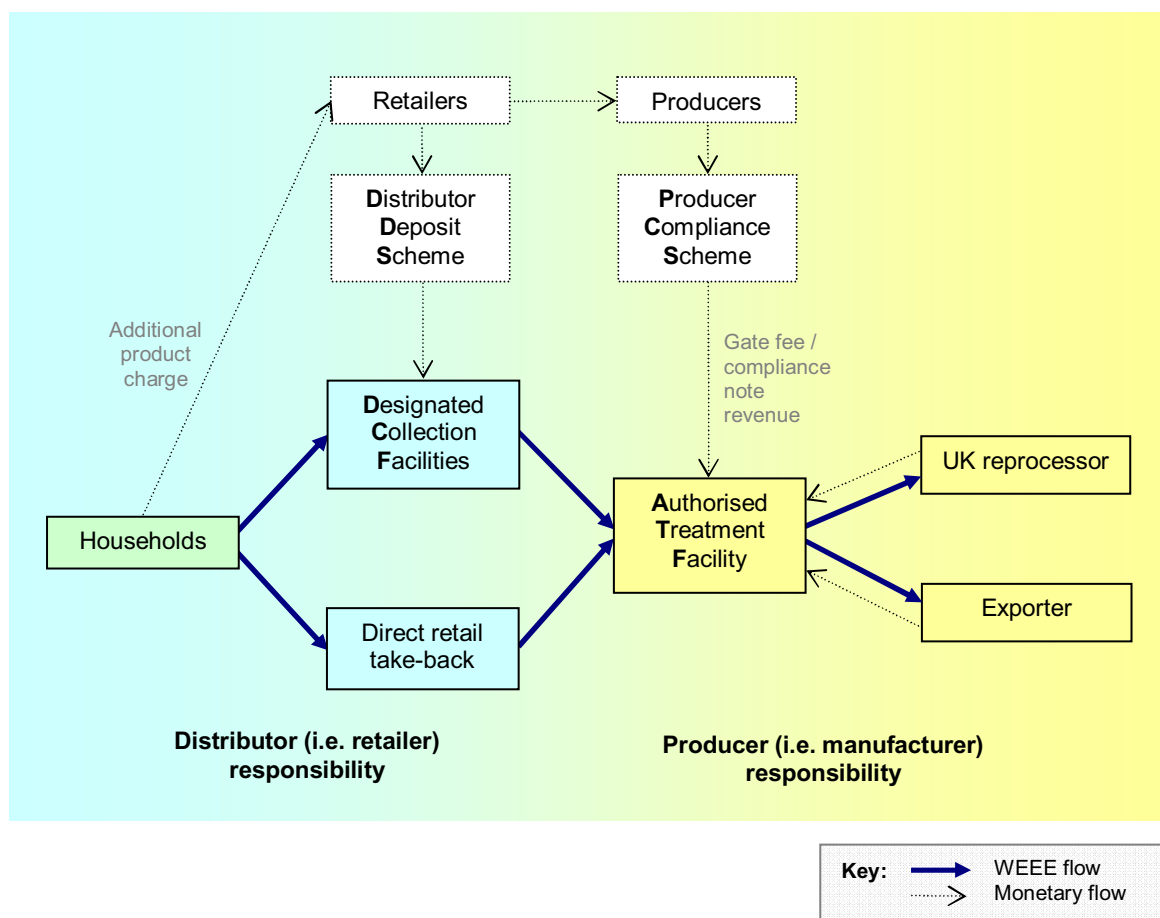 Retailers
Producers
Distributor
Deposit
Scheme
Producer
Compliance
Scheme
Additional
product
charge
Gate fee /
compliance
note
revenue
Designated
Collection
Facilities
UK reprocessor
Authorised
Treatment
Facility
Households
Exporter
Direct retail
take-back
Distributor (i.e. retailer)
responsibility
Producer (i.e. manufacturer)
responsibility
Key:
WEEE flow
Monetary flow